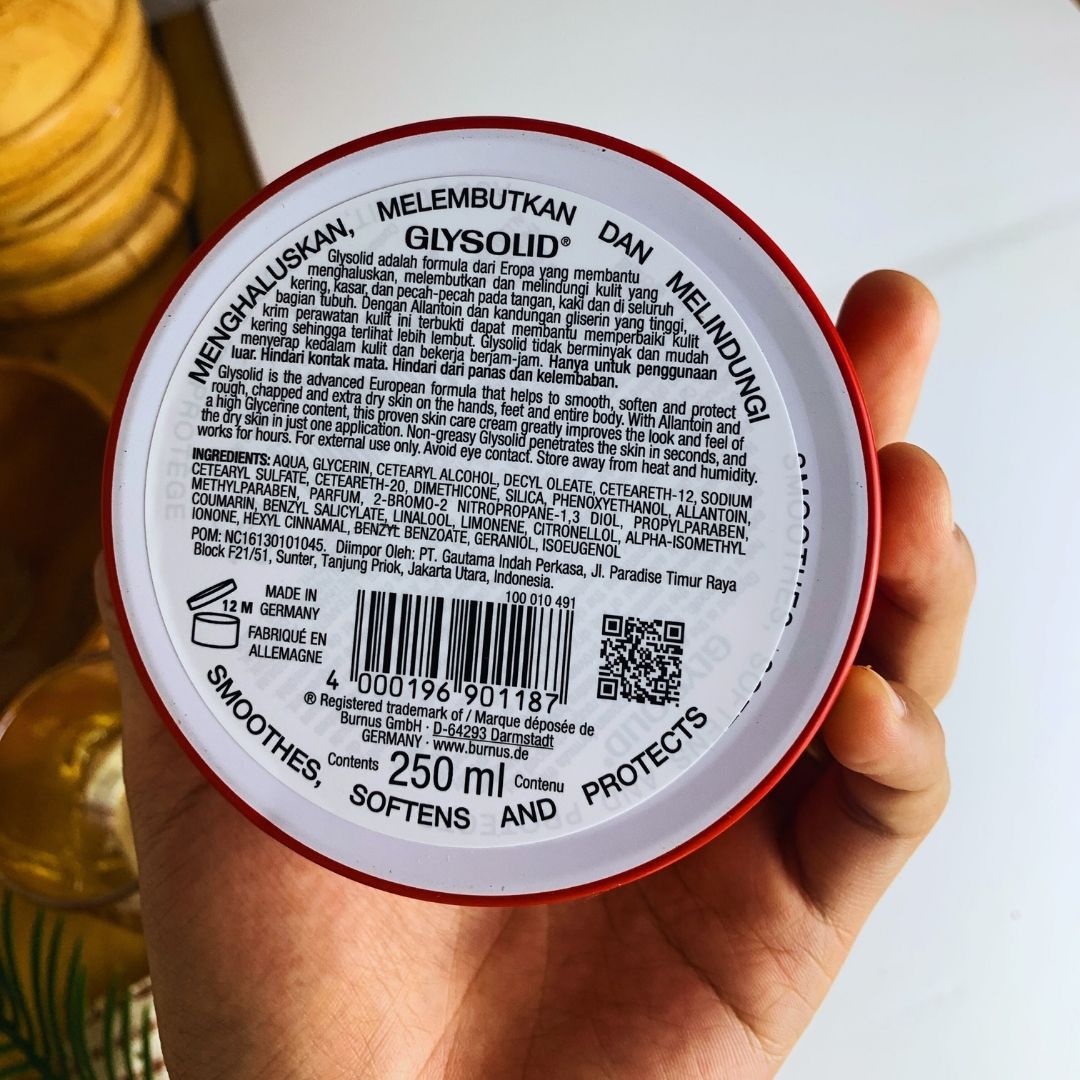 MENGHALUSKAN, MELEMBUTKAN DAN MELINDUNGI
GLYSOLID®
Glysolid adalah formula dari Eropa yang membantu
menghaluskan, melembutkan dan melindungi kulit yang
kering, kasar, dan pecah-pecah pada tangan, kaki dan di seluruh
bagian tubuh. Dengan Allantoin dan kandungan gliserin yang tinggi,
krim perawatan kulit ini terbukti dapat membantu memperbaiki kulit
kering sehingga terlihat lebih lembut. Glysolid tidak berminyak dan mudah
menyerap kedalam kulit dan bekerja berjam-jam. Hanya untuk penggunaan
luar. Hindari kontak mata. Hindari dari panas dan kelembaban.
Glysolid is the advanced European formula that helps to smooth, soften and protect
rough, chapped and extra dry skin on the hands, feet and entire body. With Allantoin and
a high Glycerine content, this proven skin care cream greatly improves the look and feel of
the dry skin in just one application. Non-greasy Glysolid penetrates the skin in seconds, and
works for hours. For external use only. Avoid eye contact. Store away from heat and humidity.
INGREDIENTS: AQUA, GLYCERIN, CETEARYL ALCOHOL, DECYL OLEATE, CETEARETH-12, SODIUM
CETEARYL SULFATE, CETEARETH-20, DIMETHICONE, SILICA, PHENOXYETHANOL, ALLANTOIN,
METHYLPARABEN, PARFUM, 2-BROMO-2 NITROPROPANE-1,3 DIOL, PROPYLPARABEN,
COUMARIN, BENZYL SALICYLATE, LINALOOL, LIMONENE, CITRONELLOL, ALPHA-ISOMETHYL
IONONE, HEXYL CINNAMAL, BENZYL BENZOATE, GERANIOL, ISOEUGENOL
POM: NC16130101045. Diimpor Oleh: PT. Gautama Indah Perkasa, Jl. Paradise Timur Raya
Block F21/51, Sunter, Tanjung Priok, Jakarta Utara, Indonesia.
12 M
MADE IN
GERMANY
FABRIQUÉ EN
ALLEMAGNE
100 010 491
4 000196 901187
® Registered trademark of / Marque déposée de
Burnus GmbH · D-64293 Darmstadt
GERMANY · www.burnus.de
Contents 250 ml Contenu
SMOOTHES, SOFTENS AND PROTECTS